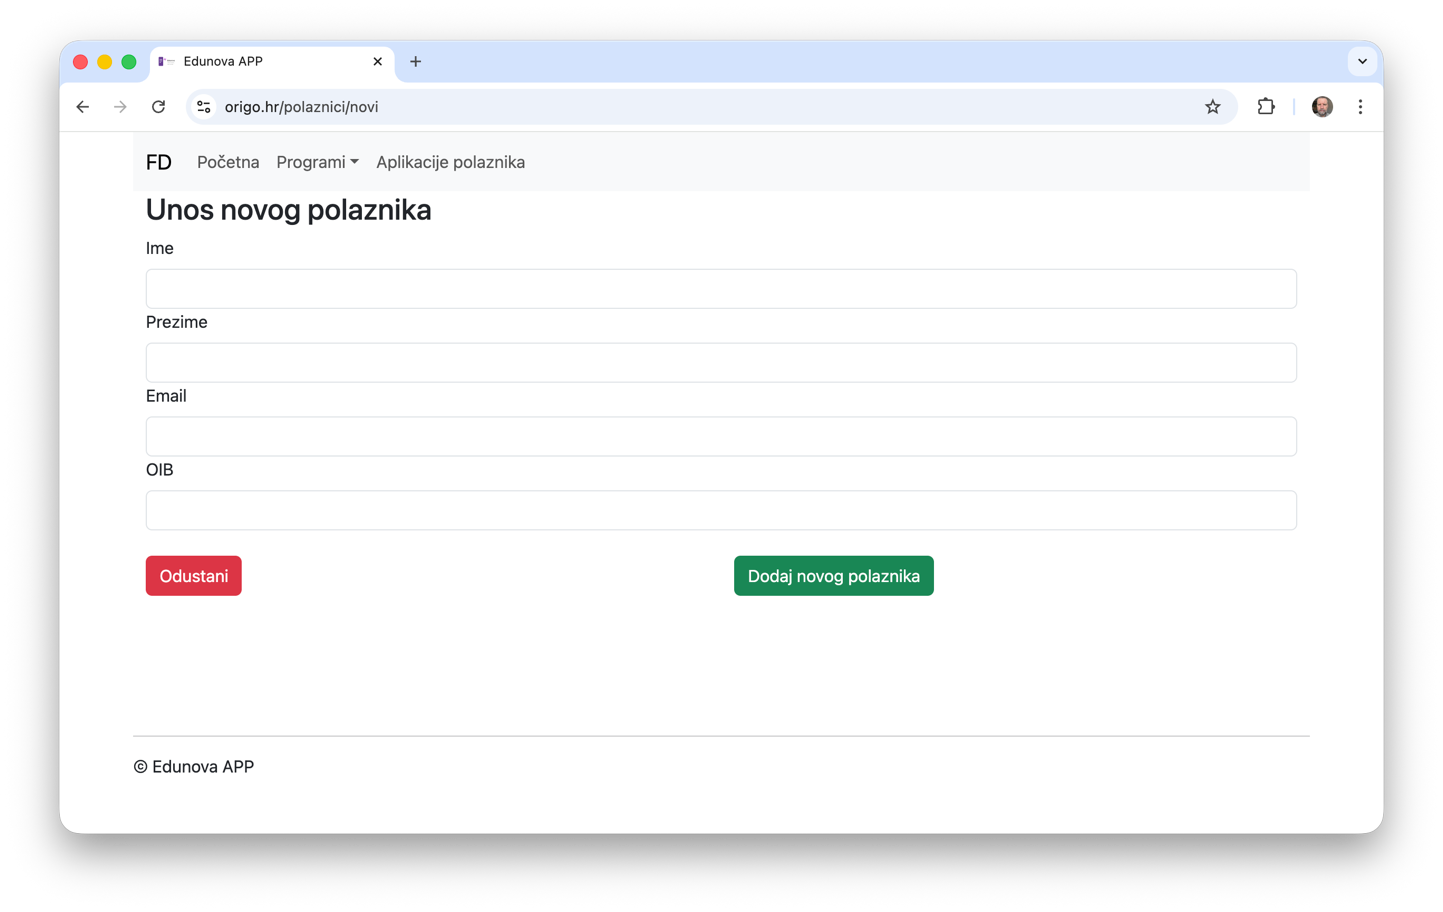 Edunova APP
origo.hr/polaznici/novi
FD Početna Programi Aplikacije polaznika
Unos novog polaznika
Ime
Prezime
Email
OIB
Odustani Dodaj novog polaznika
© Edunova APP